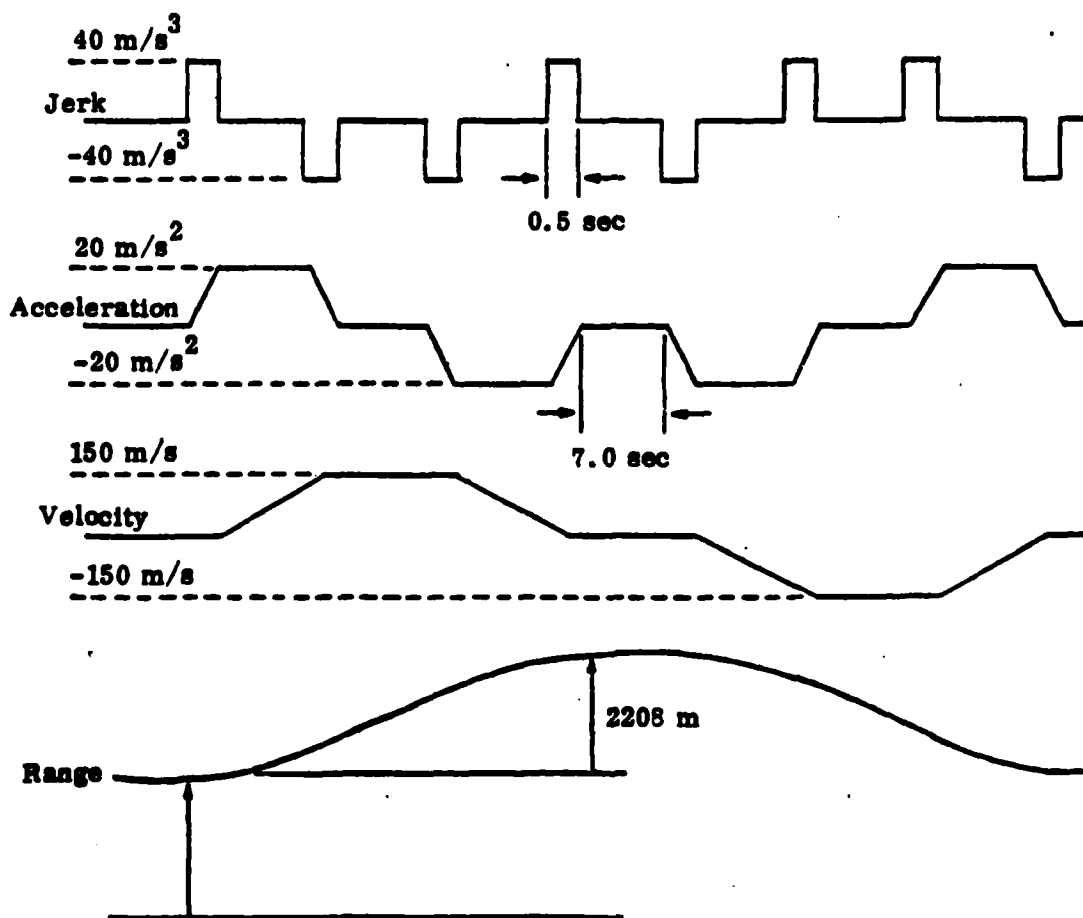 40 m/s³
Jerk
-40 m/s³
0.5 sec
20 m/s²
Acceleration
-20 m/s²
7.0 sec
150 m/s
Velocity
-150 m/s
2208 m
Range